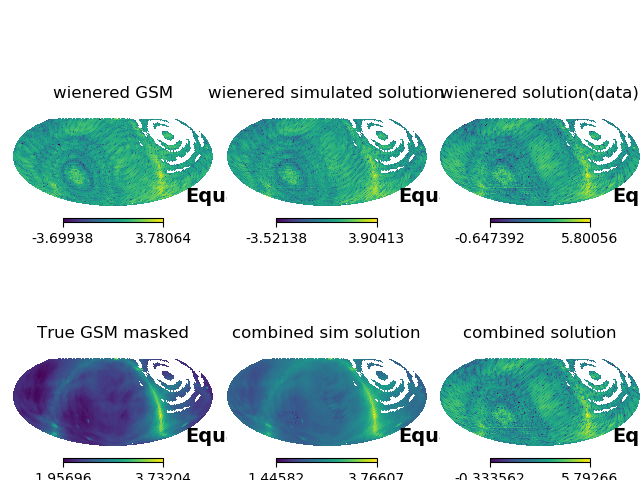 wienered GSM
wienered simulated solution
wienered solution(data)
Equ
Equ
Eq
-3.69938 3.78064
-3.52138 3.90413
-0.647392 5.80056
True GSM masked
combined sim solution
combined solution
Equ
Equ
Eq
1.95696 3.73204
1.44582 3.76607
-0.333562 5.79266